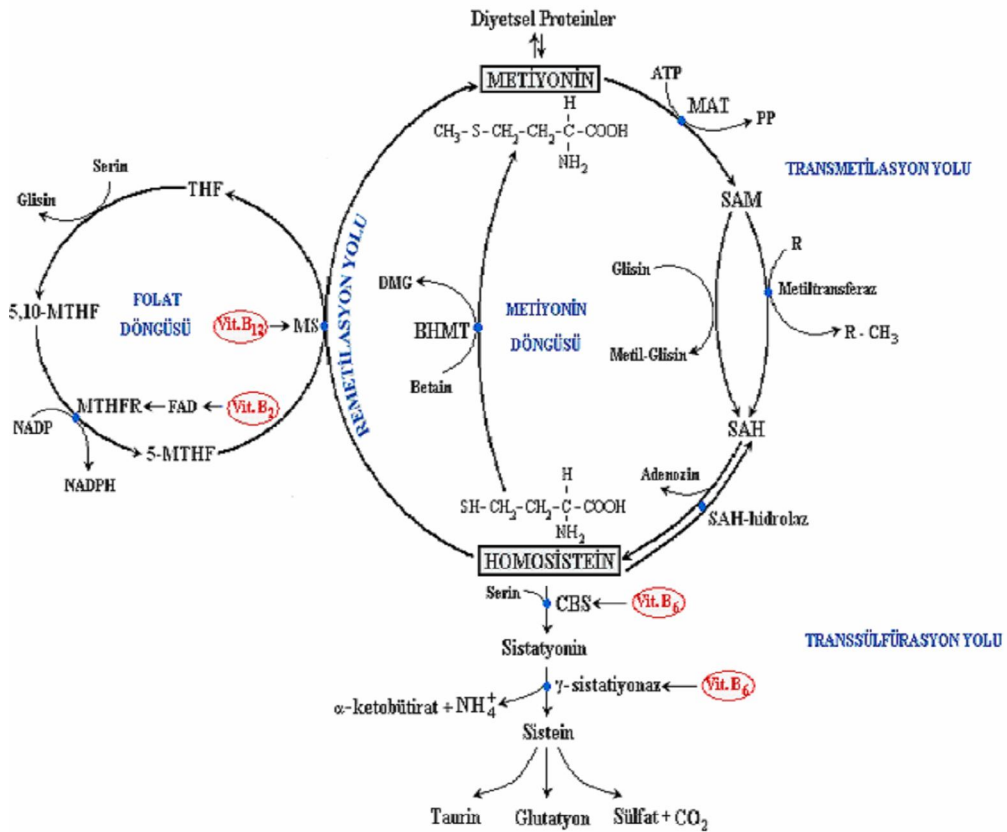 Diyetsel Proteinler
METİYONİN
ATP
MAT
PP
H
CH3-S-CH2-CH2-C-COOH
NH2
TRANSMETİLASYON YOLU
Serin
Glisin
THF
SAM
REMETİLASYON YOLU
R
Glisin
DMG
Metiltransferaz
5,10-MTHF
FOLAT
DÖNGÜSÜ
Vit.B12
MS
BHMT
METİYONİN
DÖNGÜSÜ
R - CH3
Metil-Glisin
Betain
MTHFR
FAD
Vit.B2
NADP
5-MTHF
NADPH
SAH
Adenozin
H
SH-CH2-CH2-C-COOH
NH2
SAH-hidrolaz
HOMOSİSTEİN
Serin
CBS
Vit.B6
Sistatyonin
TRANSSÜLFÜRASYON YOLU
γ-sistatiyonaz
Vit.B6
α-ketobütirat + NH4+
Sistein
Taurin
Glutatyon
Sülfat + CO2